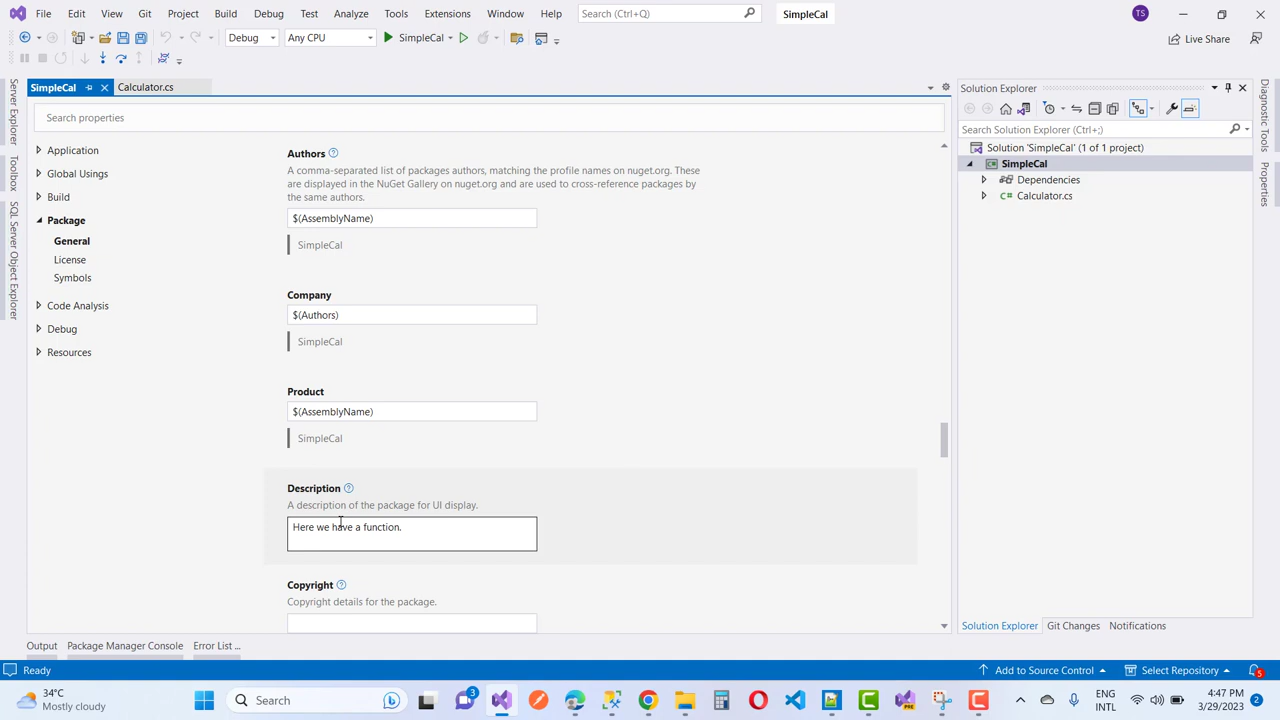 File Edit View Git Project Build Debug Test Analyze Tools Extensions Window Help Search (Ctrl+Q) SimpleCal TS
Debug Any CPU SimpleCal Live Share
SimpleCal Calculator.cs
Search properties
Application
Global Usings
Build
Package
General
License
Symbols
Code Analysis
Debug
Resources
Authors
A comma-separated list of packages authors, matching the profile names on nuget.org. These
are displayed in the NuGet Gallery on nuget.org and are used to cross-reference packages by
the same authors.
$(AssemblyName)
SimpleCal
Company
$(Authors)
SimpleCal
Product
$(AssemblyName)
SimpleCal
Description
A description of the package for UI display.
Here we have a function.
Copyright
Copyright details for the package.
Server Explorer
Toolbox
SQL Server Object Explorer
Solution Explorer
Search Solution Explorer (Ctrl+;)
Solution 'SimpleCal' (1 of 1 project)
SimpleCal
Dependencies
Calculator.cs
Diagnostic Tools
Properties
Solution Explorer Git Changes Notifications
Output Package Manager Console Error List ...
Ready Add to Source Control Select Repository 5
34°C
Mostly cloudy
Search
3
PRE
ENG
INTL
4:47 PM
3/29/2023
2